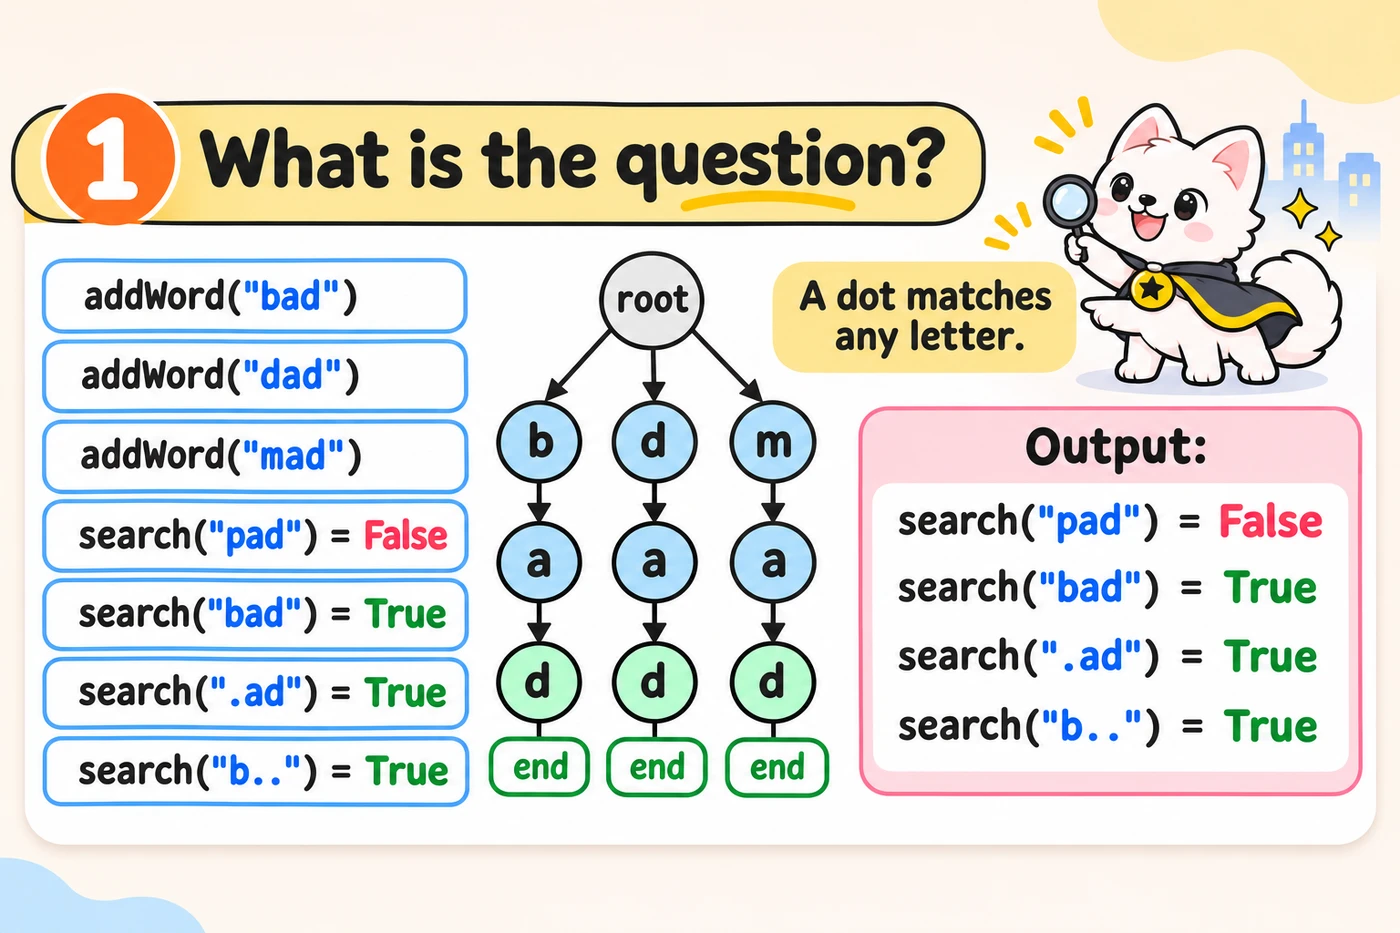 1 What is the question?
addWord("bad")
addWord("dad")
addWord("mad")
search("pad") = False
search("bad") = True
search(".ad") = True
search("b..") = True
root
b d m
a a a
d d d
end end end
A dot matches
any letter.
Output:
search("pad") = False
search("bad") = True
search(".ad") = True
search("b..") = True